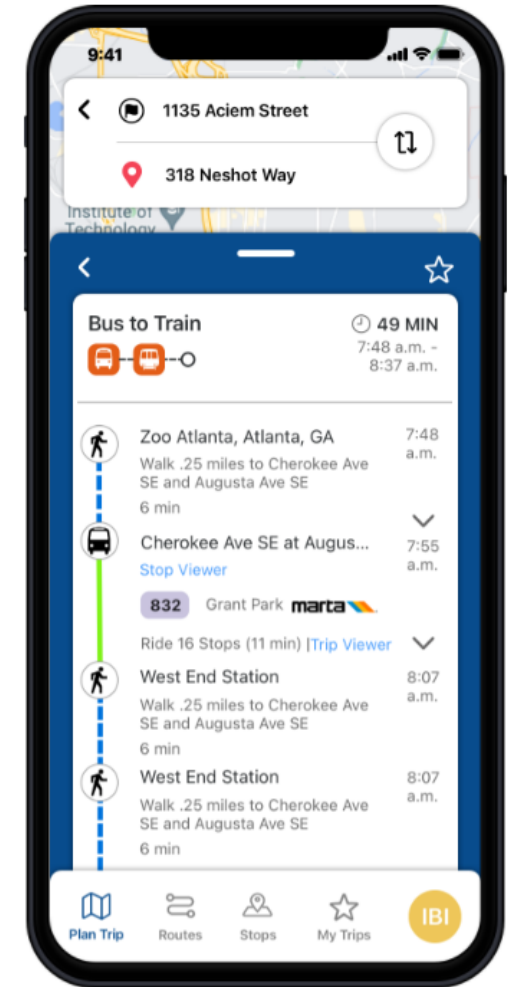 9:41
1135 Aciem Street
318 Neshot Way
Institute of
Technology
Bus to Train
49 MIN
7:48 a.m. -
8:37 a.m.
Zoo Atlanta, Atlanta, GA
7:48
a.m.
Walk .25 miles to Cherokee Ave
SE and Augusta Ave SE
6 min
Cherokee Ave SE at Augus...
7:55
a.m.
Stop Viewer
832 Grant Park marta
Ride 16 Stops (11 min) |Trip Viewer
West End Station
8:07
a.m.
Walk .25 miles to Cherokee Ave
SE and Augusta Ave SE
6 min
West End Station
8:07
a.m.
Walk .25 miles to Cherokee Ave
SE and Augusta Ave SE
6 min
Plan Trip
Routes
Stops
My Trips
IBI